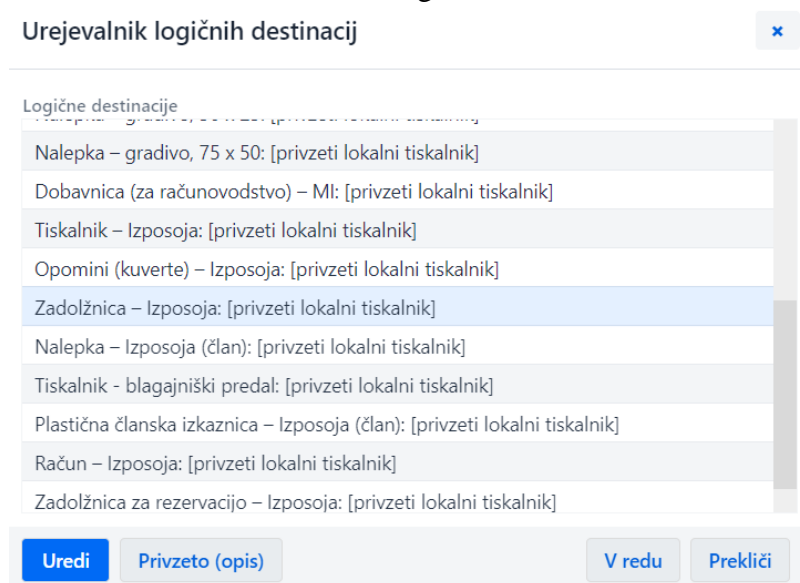 Urejevalnik logičnih destinacij
×
Logične destinacije
Nalepka – gradivo, 75 x 50: [privzeti lokalni tiskalnik]
Dobavnica (za računovodstvo) – MI: [privzeti lokalni tiskalnik]
Tiskalnik – Izposoja: [privzeti lokalni tiskalnik]
Opomini (kuverte) – Izposoja: [privzeti lokalni tiskalnik]
Zadolžnica – Izposoja: [privzeti lokalni tiskalnik]
Nalepka – Izposoja (član): [privzeti lokalni tiskalnik]
Tiskalnik - blagajniški predal: [privzeti lokalni tiskalnik]
Plastična članska izkaznica – Izposoja (član): [privzeti lokalni tiskalnik]
Račun – Izposoja: [privzeti lokalni tiskalnik]
Zadolžnica za rezervacijo – Izposoja: [privzeti lokalni tiskalnik]
Uredi Privzeto (opis) V redu Prekliči